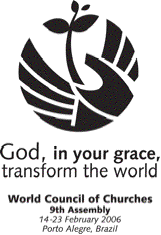 God, in your grace,
transform the world
World Council of Churches
9th Assembly
14-23 February 2006
Porto Alegre, Brazil